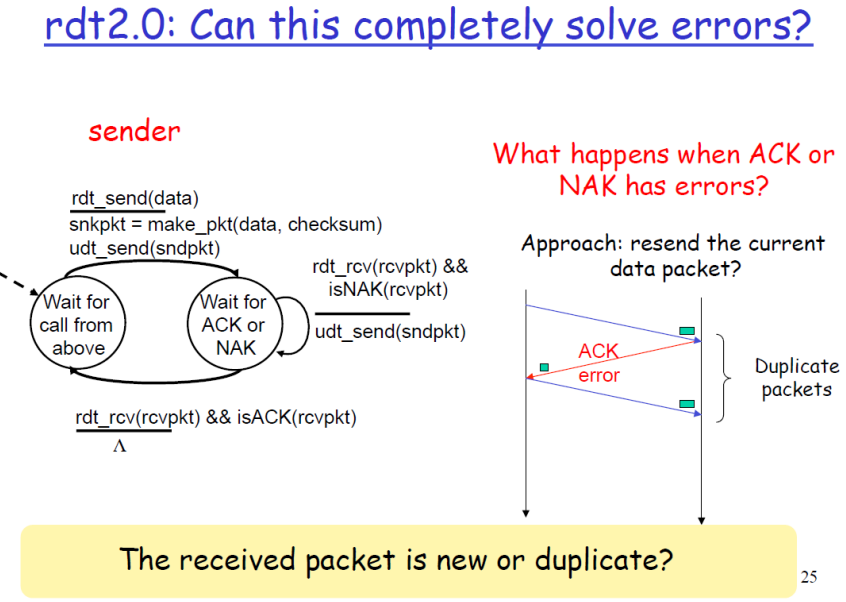 rdt2.0: Can this completely solve errors?
sender
rdt_send(data)
snkpkt = make_pkt(data, checksum)
udt_send(sndpkt)
Wait for
call from
above
Wait for
ACK or
NAK
rdt_rcv(rcvpkt) &&
isNAK(rcvpkt)
udt_send(sndpkt)
rdt_rcv(rcvpkt) && isACK(rcvpkt)
Λ
What happens when ACK or
NAK has errors?
Approach: resend the current
data packet?
ACK
error
Duplicate
packets
The received packet is new or duplicate?
25